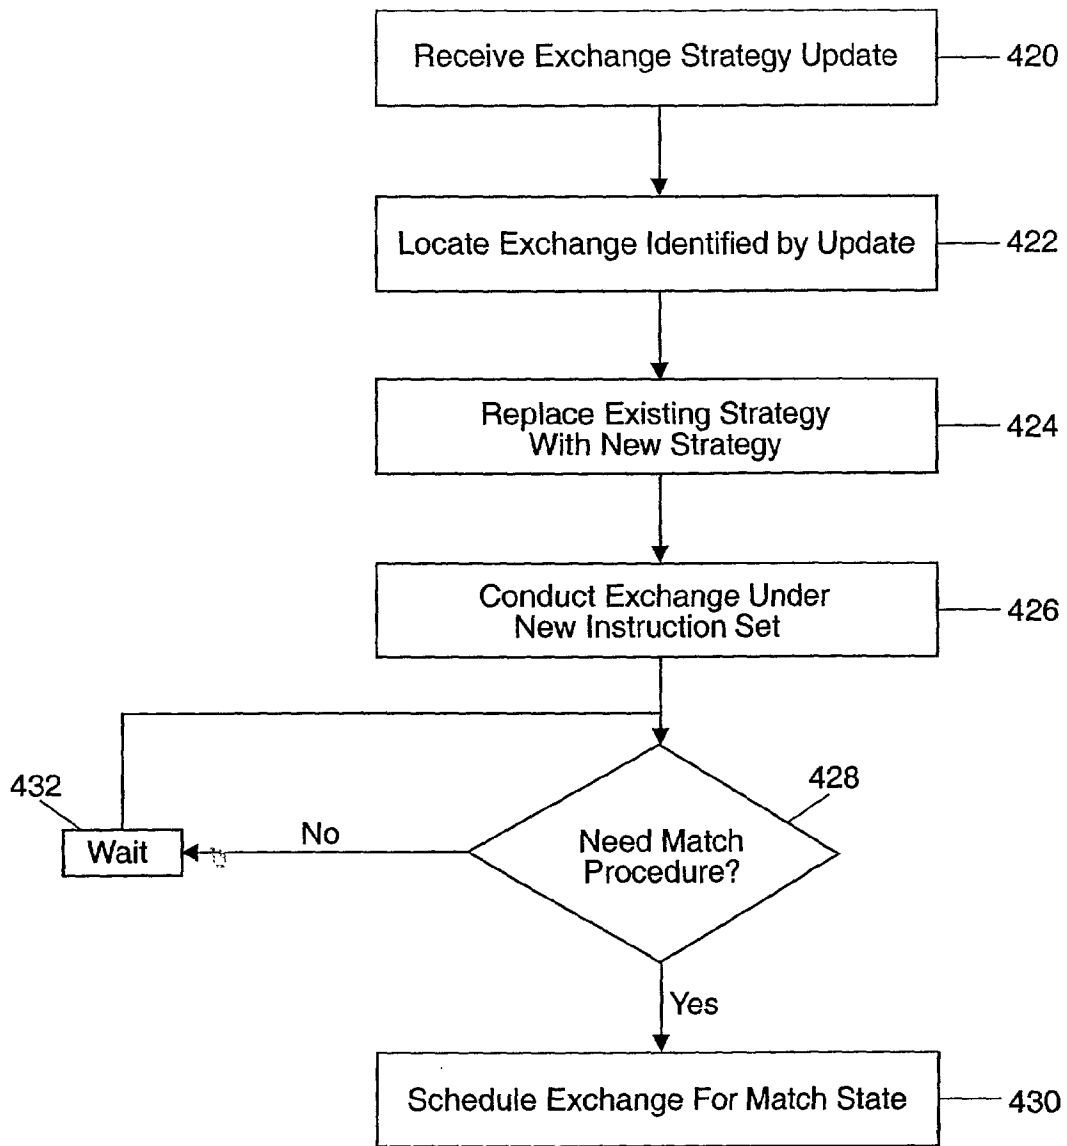 Receive Exchange Strategy Update
420
Locate Exchange Identified by Update
422
Replace Existing Strategy
With New Strategy
424
Conduct Exchange Under
New Instruction Set
426
432
428
Wait
No
Need Match
Procedure?
Yes
Schedule Exchange For Match State
430